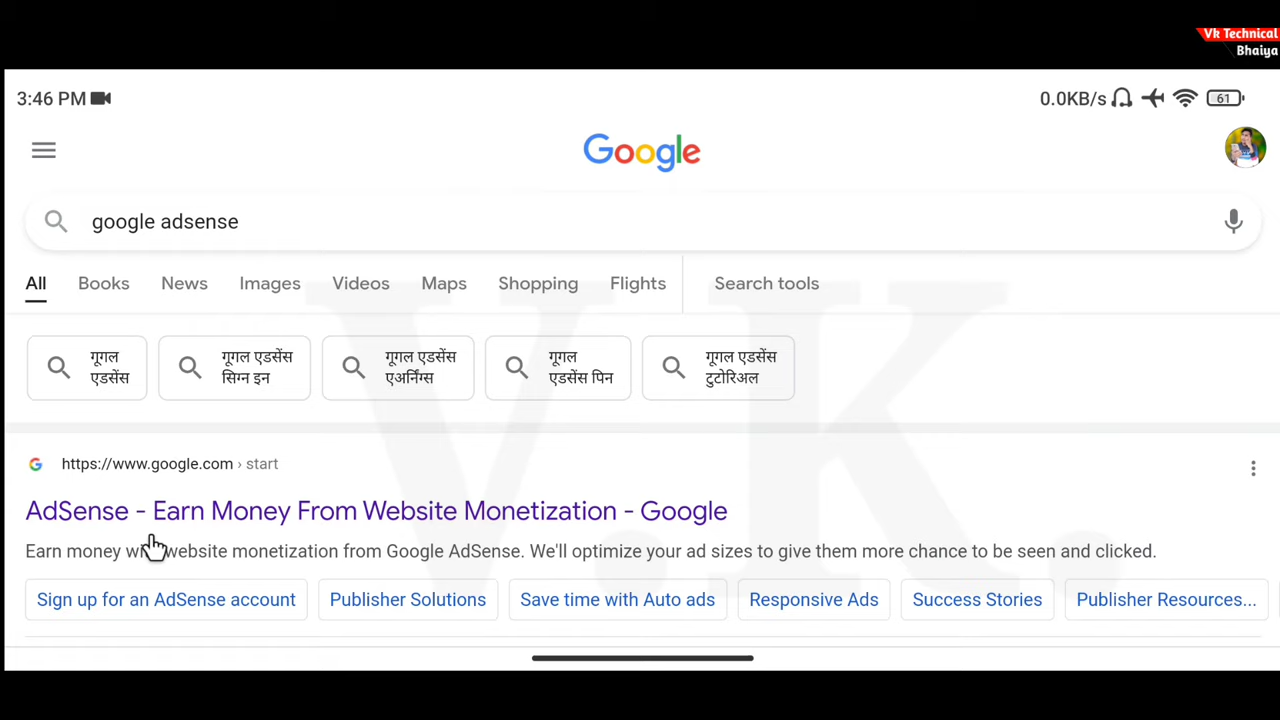 Vk Technical
Bhaiya
3:46 PM
0.0KB/s
61
Google
google adsense
All Books News Images Videos Maps Shopping Flights Search tools
गूगल
एडसेंस
गूगल एडसेंस
सिग्न इन
गूगल एडसेंस
एअर्निंग्स
गूगल
एडसेंस पिन
गूगल एडसेंस
टुटोरिअल
V.K.
https://www.google.com › start
AdSense - Earn Money From Website Monetization - Google
Earn money website monetization from Google AdSense. We'll optimize your ad sizes to give them more chance to be seen and clicked.
Sign up for an AdSense account Publisher Solutions Save time with Auto ads Responsive Ads Success Stories Publisher Resources...